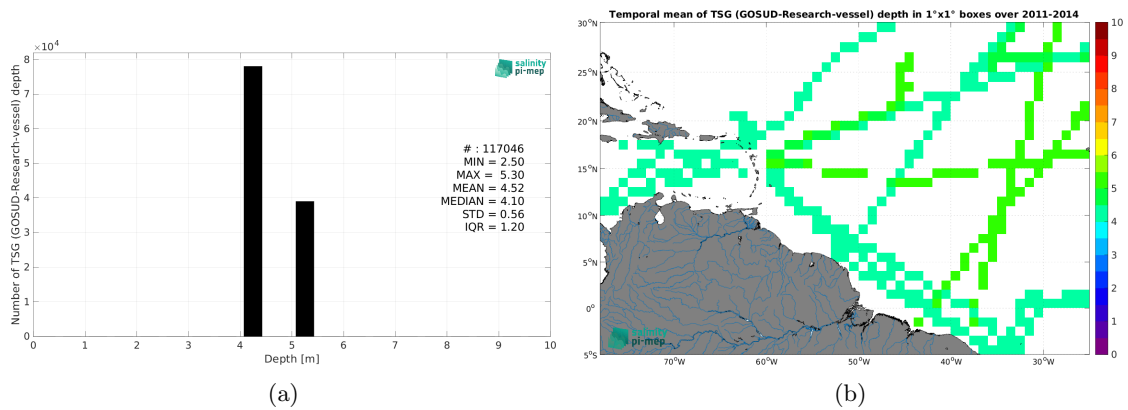 ×10⁴
8
7
6
5
4
3
2
1
0
Number of TSG (GOSUD-Research-vessel) depth
salinity
pi-mep
# : 117046
MIN = 2.50
MAX = 5.30
MEAN = 4.52
MEDIAN = 4.10
STD = 0.56
IQR = 1.20
0 1 2 3 4 5 6 7 8 9 10
Depth [m]
(a)
Temporal mean of TSG (GOSUD-Research-vessel) depth in 1°x1° boxes over 2011-2014
30°N
25°N
20°N
15°N
10°N
5°N
0°
5°S
70°W 60°W 50°W 40°W 30°W
salinity
pi-mep
10
9
8
7
6
5
4
3
2
1
0
(b)